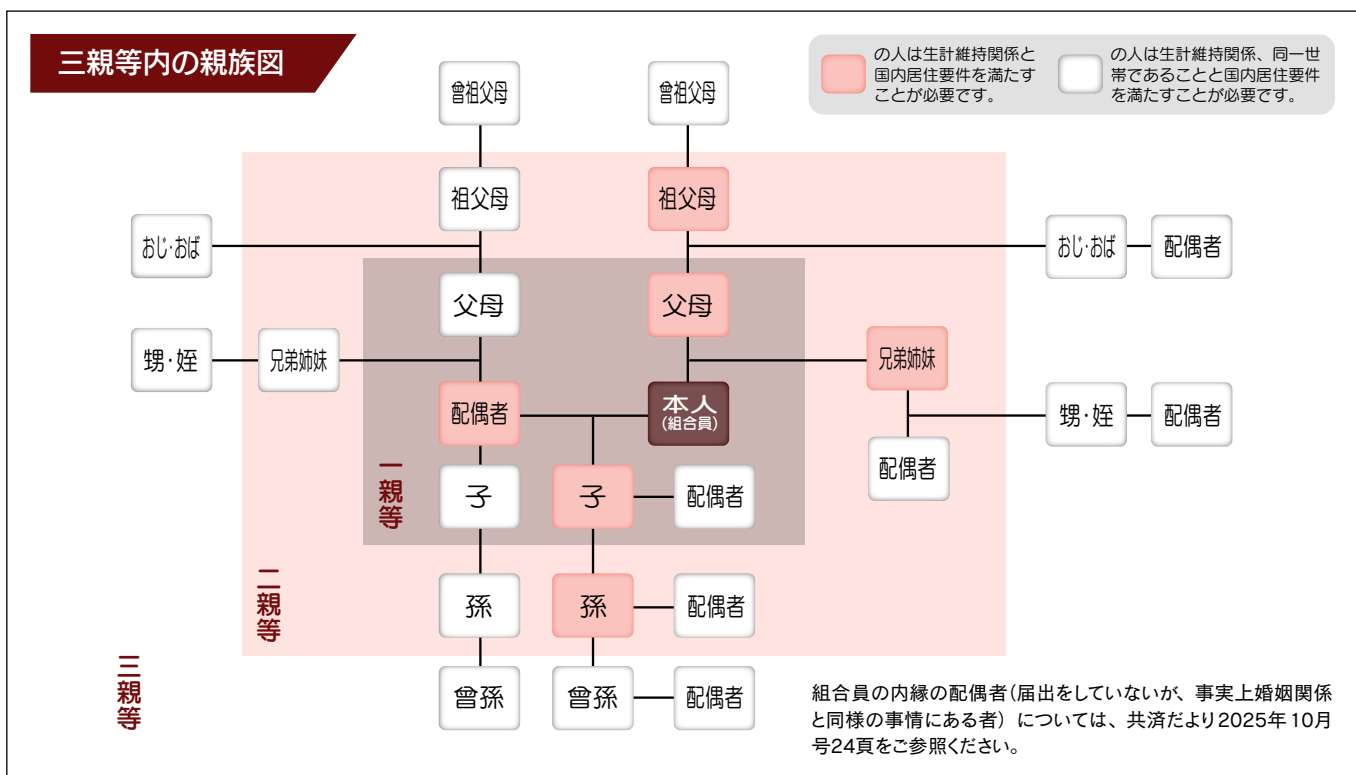 三親等内の親族図
の人は生計維持関係と
国内居住要件を満たす
ことが必要です。
の人は生計維持関係、同一世
帯であることと国内居住要件
を満たすことが必要です。
曾祖父母
曾祖父母
祖父母
祖父母
おじ・おば
おじ・おば
配偶者
父母
父母
甥・姪
兄弟姉妹
兄弟姉妹
配偶者
本人
(組合員)
甥・姪
配偶者
配偶者
一親等
子
子
配偶者
二親等
孫
孫
配偶者
三親等
曾孫
曾孫
配偶者
組合員の内縁の配偶者(届出をしていないが、事実上婚姻関係
と同様の事情にある者)については、共済だより2025年10月
号24頁をご参照ください。